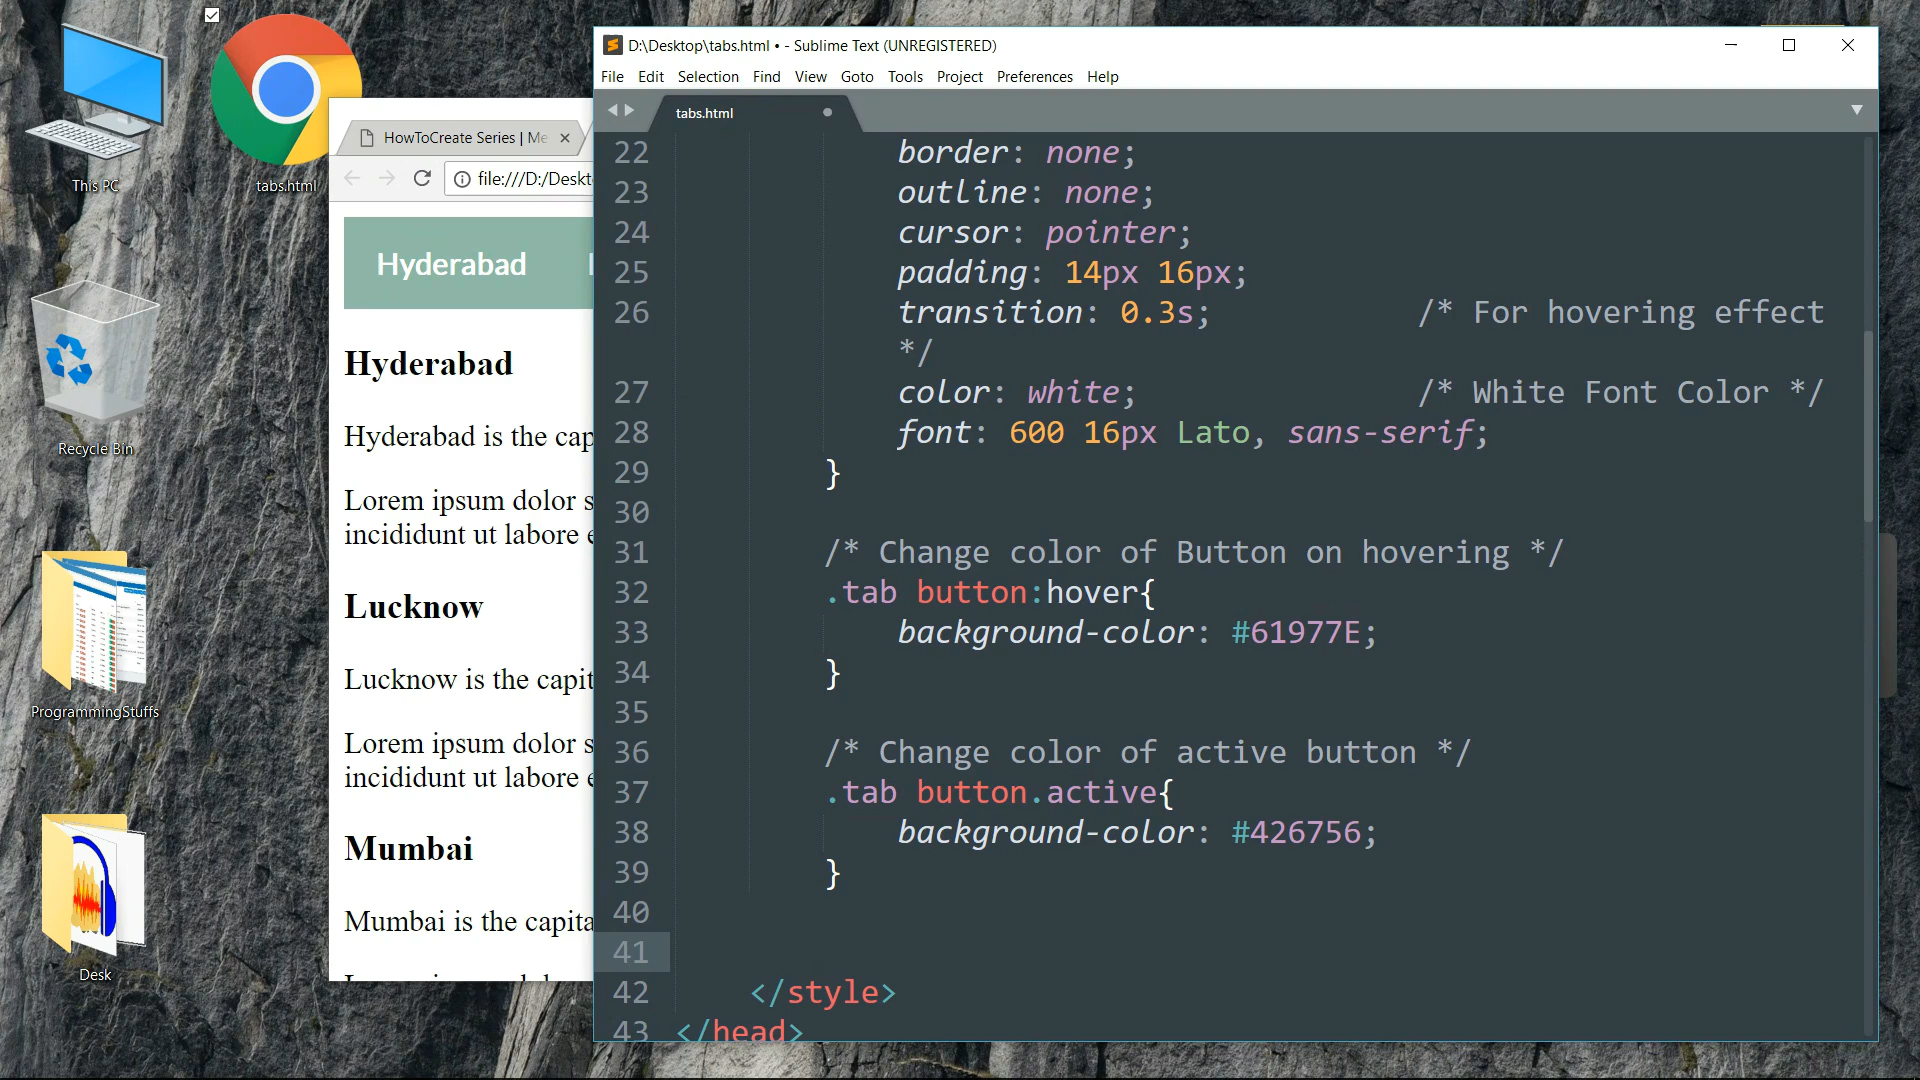 This PC
tabs.html
Recycle Bin
ProgrammingStuffs
Desk
HowToCreate Series | Me
file:///D:/Deskt
Hyderabad
Hyderabad
Hyderabad is the cap
Lorem ipsum dolor s
incididunt ut labore e
Lucknow
Lucknow is the capit
Lorem ipsum dolor s
incididunt ut labore e
Mumbai
Mumbai is the capita
D:\Desktop\tabs.html • - Sublime Text (UNREGISTERED)
File Edit Selection Find View Goto Tools Project Preferences Help
tabs.html
22 border: none;
23 outline: none;
24 cursor: pointer;
25 padding: 14px 16px;
26 transition: 0.3s; /* For hovering effect
*/
27 color: white; /* White Font Color */
28 font: 600 16px Lato, sans-serif;
29 }
30
31 /* Change color of Button on hovering */
32 .tab button:hover{
33 background-color: #61977E;
34 }
35
36 /* Change color of active button */
37 .tab button.active{
38 background-color: #426756;
39 }
40
41
42 </style>
43 </head>